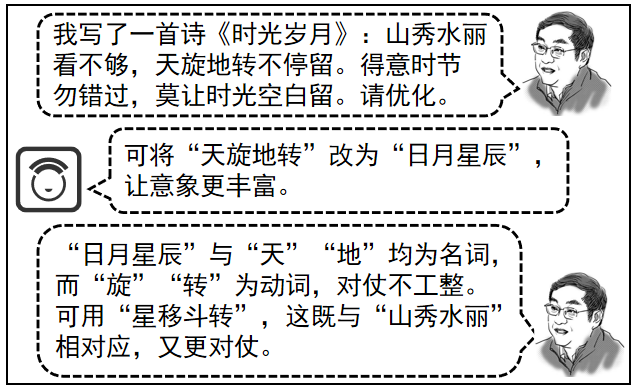 我写了一首诗《时光岁月》：山秀水丽
看不够，天旋地转不停留。得意时节
勿错过，莫让时光空白留。请优化。
可将“天旋地转”改为“日月星辰”，
让意象更丰富。
“日月星辰”与“天”“地”均为名词，
而“旋”“转”为动词，对仗不工整。
可用“星移斗转”，这既与“山秀水丽”
相对应，又更对仗。